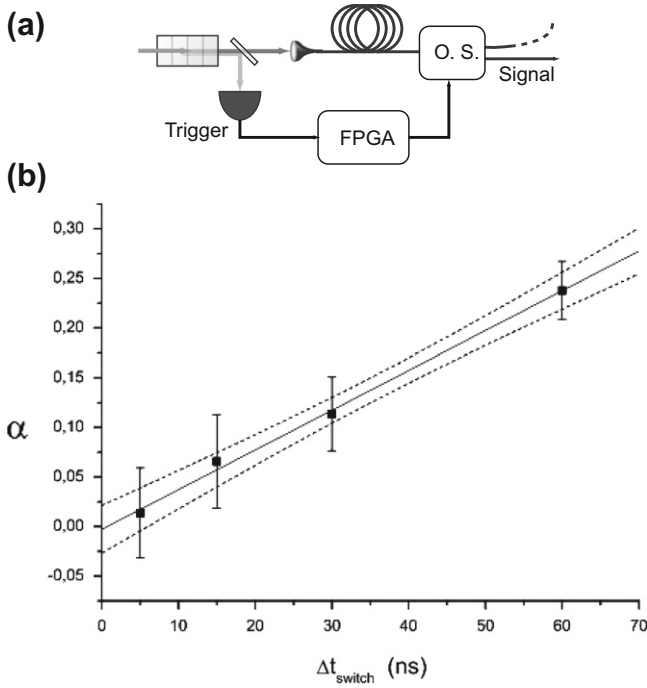 (a)
O. S.
Signal
Trigger
FPGA
(b)
0,30
0,25
0,20
0,15
0,10
0,05
0,00
-0,05
α
0 10 20 30 40 50 60 70
Δt_switch (ns)